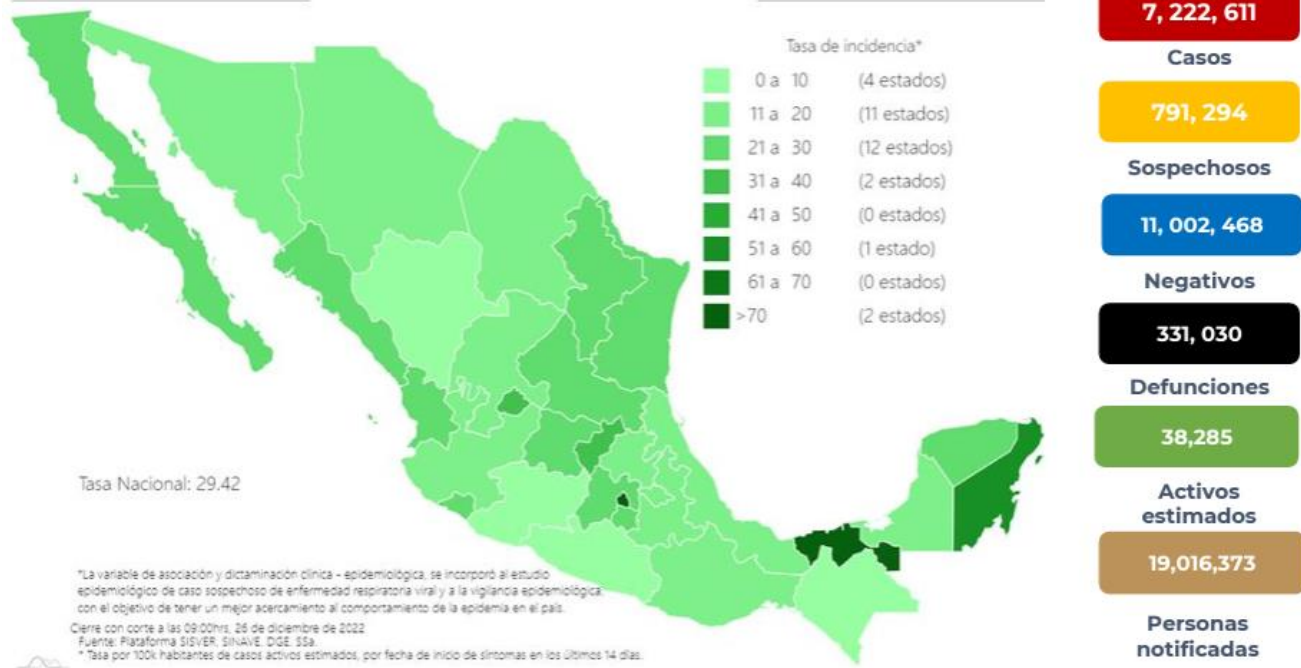 Tasa de incidencia*
0 a 10 (4 estados)
11 a 20 (11 estados)
21 a 30 (12 estados)
31 a 40 (2 estados)
41 a 50 (0 estados)
51 a 60 (1 estado)
61 a 70 (0 estados)
>70 (2 estados)
Tasa Nacional: 29.42
*La variable de asociación y dictaminación clínica - epidemiológica, se incorporó al estudio
epidemiológico de caso sospechoso de enfermedad respiratoria viral y a la vigilancia epidemiológica,
con el objetivo de tener un mejor acercamiento al comportamiento de la epidemia en el país.
Cierre con corte a las 09:00hrs, 26 de diciembre de 2022
Fuente: Plataforma SISVER, SINAVE, DGE, SSa.
* Tasa por 100k habitantes de casos activos estimados, por fecha de inicio de síntomas en los últimos 14 días.
7, 222, 611
Casos
791, 294
Sospechosos
11, 002, 468
Negativos
331, 030
Defunciones
38,285
Activos
estimados
19,016,373
Personas
notificadas